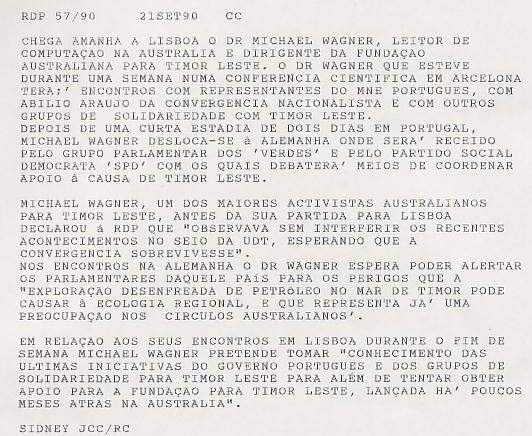 RDP 57/90 21SET90 CC
CHEGA AMANHA A LISBOA O DR MICHAEL WAGNER, LEITOR DE
COMPUTAÇAO NA AUSTRALIA E DIRIGENTE DA FUNDAÇAO
AUSTRALIANA PARA TIMOR LESTE. O DR WAGNER QUE ESTEVE
DURANTE UMA SEMANA NUMA CONFERENCIA CIENTIFICA EM ARCELONA
TERA;' ENCONTROS COM REPRESENTANTES DO MNE PORTUGUES, COM
ABILIO ARAUJO DA CONVERGENCIA NACIONALISTA E COM OUTROS
GRUPOS DE SOLIDARIEDADE COM TIMOR LESTE.
DEPOIS DE UMA CURTA ESTADIA DE DOIS DIAS EM PORTUGAL,
MICHAEL WAGNER DESLOCA-SE á ALEMANHA ONDE SERA' RECEIDO
PELO GRUPO PARLAMENTAR DOS 'VERDES' E PELO PARTIDO SOCIAL
DEMOCRATA 'SPD' COM OS QUAIS DEBATERA' MEIOS DE COORDENAR
APOIO à CAUSA DE TIMOR LESTE.
MICHAEL WAGNER, UM DOS MAIORES ACTIVISTAS AUSTRALIANOS
PARA TIMOR LESTE, ANTES DA SUA PARTIDA PARA LISBOA
DECLAROU á RDP QUE "OBSERVAVA SEM INTERFERIR OS RECENTES
ACONTECIMENTOS NO SEIO DA UDT, ESPERANDO QUE A
CONVERGENCIA SOBREVIVESSE".
NOS ENCONTROS NA ALEMANHA O DR WAGNER ESPERA PODER ALERTAR
OS PARLAMENTARES DAQUELE PAíS PARA OS PERIGOS QUE A
"EXPLORAÇAO DESENFREADA DE PETRóLEO NO MAR DE TIMOR PODE
CAUSAR à ECOLOGIA REGIONAL, E QUE REPRESENTA JA' UMA
PREOCUPAÇAO NOS CIRCULOS AUSTRALIANOS'.
EM RELAÇAO AOS SEUS ENCONTROS EM LISBOA DURANTE O FIM DE
SEMANA MICHAEL WAGNER PRETENDE TOMAR "CONHECIMENTO DAS
ULTIMAS INICIATIVAS DO GOVERNO PORTUGUES E DOS GRUPOS DE
SOLIDARIEDADE PARA TIMOR LESTE PARA ALéM DE TENTAR OBTER
APOIO PARA A FUNDAÇAO PARA TIMOR LESTE, LANÇADA HA' POUCOS
MESES ATRAS NA AUSTRALIA".
SIDNEY JCC/RC